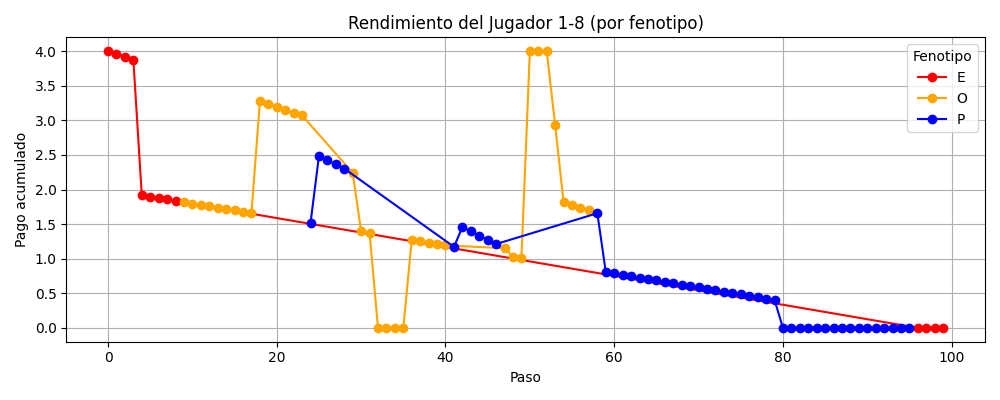 Rendimiento del Jugador 1-8 (por fenotipo)
Pago acumulado
4.0
3.5
3.0
2.5
2.0
1.5
1.0
0.5
0.0
Fenotipo
E
O
P
0 20 40 60 80 100
Paso